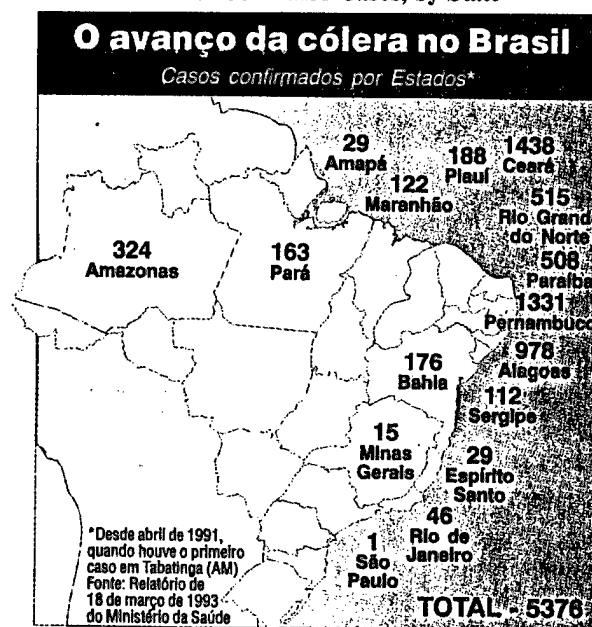 O avanço da cólera no Brasil
Casos confirmados por Estados*
29
Amapá
122
Maranhão
188
Piauí
1438
Ceará
515
Rio Grande
do Norte
508
Paraíba
1331
Pernambuco
978
Alagoas
112
Sergipe
324
Amazonas
163
Pará
176
Bahia
15
Minas
Gerais
29
Espírito
Santo
46
Rio de
Janeiro
1
São
Paulo
*Desde abril de 1991,
quando houve o primeiro
caso em Tabatinga (AM)
Fonte: Relatório de
18 de março de 1993
do Ministério da Saúde
TOTAL - 5376